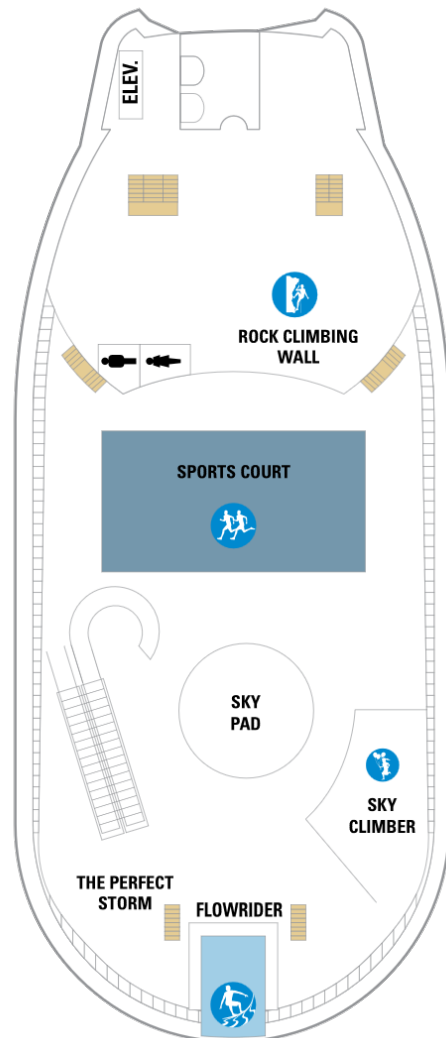 ELEV.
ROCK CLIMBING
WALL
SPORTS COURT
SKY
PAD
SKY
CLIMBER
THE PERFECT
STORM
FLOWRIDER